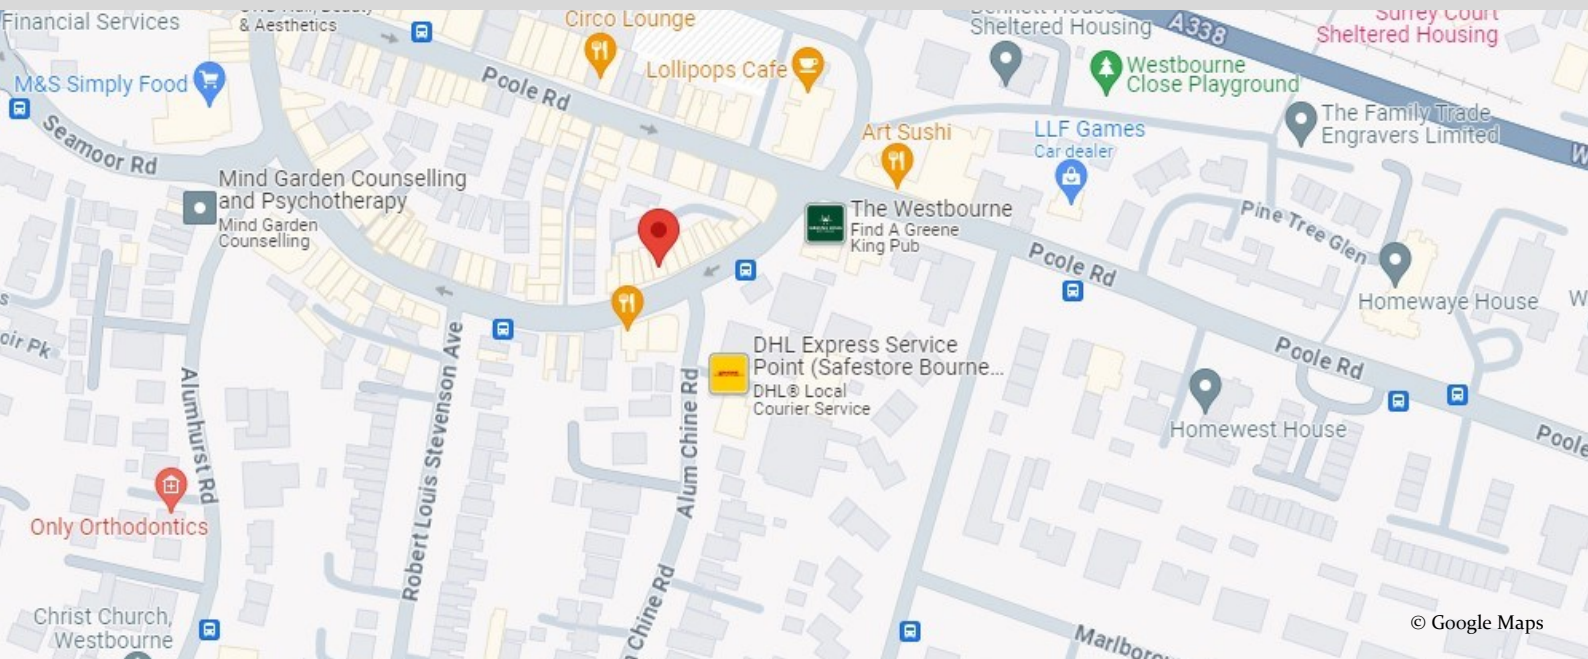 Financial Services
& Aesthetics
Circo Lounge
Sheltered Housing
A338
Surrey Court
Sheltered Housing
M&S Simply Food
Poole Rd
Lollipops Cafe
Westbourne
Close Playground
Seamoor Rd
Art Sushi
LLF Games
Car dealer
The Family Trade
Engravers Limited
Mind Garden Counselling
and Psychotherapy
Mind Garden
Counselling
The Westbourne
Find A Greene
King Pub
Poole Rd
Pine Tree Glen
Homewaye House
W
oir Pk
DHL Express Service
Point (Safestore Bourne...
DHL® Local
Courier Service
Poole Rd
Homewest House
Poole
Alumhurst Rd
Robert Louis Stevenson Ave
Alum Chine Rd
Only Orthodontics
Chine Rd
Christ Church,
Westbourne
Marlboro
© Google Maps